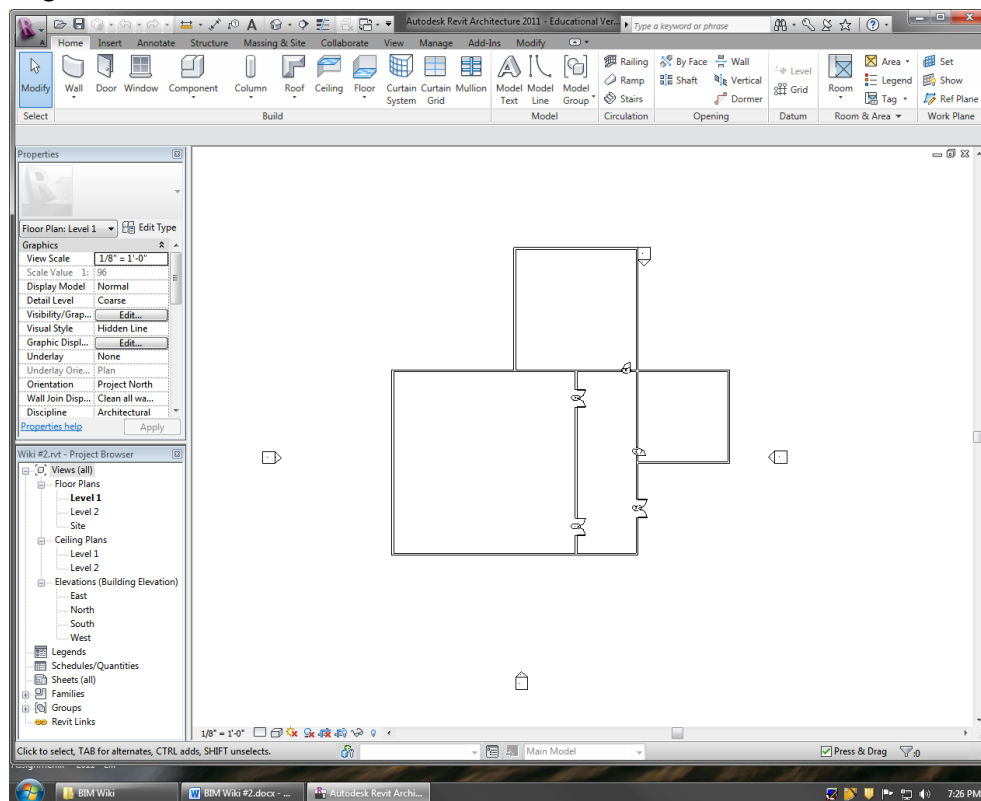 Autodesk Revit Architecture 2011 - Educational Ver...
Type a keyword or phrase
Home Insert Annotate Structure Massing & Site Collaborate View Manage Add-Ins Modify
Modify Wall Door Window Component Column Roof Ceiling Floor Curtain System Curtain Grid Mullion Model Text Model Line Model Group
Railing Ramp Stairs
By Face Shaft Wall Vertical Dormer
Level Grid
Room Area Legend Tag
Set Show Ref Plane
Select Build Model Circulation Opening Datum Room & Area Work Plane
Properties
Floor Plan: Level 1 Edit Type
Graphics
View Scale 1/8" = 1'-0"
Scale Value 1: 96
Display Model Normal
Detail Level Coarse
Visibility/Grap... Edit...
Visual Style Hidden Line
Graphic Displ... Edit...
Underlay None
Underlay Orie... Plan
Orientation Project North
Wall Join Disp... Clean all wa...
Discipline Architectural
Properties help Apply
Wiki #2.rvt - Project Browser
Views (all)
Floor Plans
Level 1
Level 2
Site
Ceiling Plans
Level 1
Level 2
Elevations (Building Elevation)
East
North
South
West
Legends
Schedules/Quantities
Sheets (all)
Families
Groups
Revit Links
1/8" = 1'-0"
Click to select, TAB for alternates, CTRL adds, SHIFT unselects.
Main Model
Press & Drag
:0
BIM Wiki
BIM Wiki #2.docx - ...
Autodesk Revit Archi...
7:26 PM